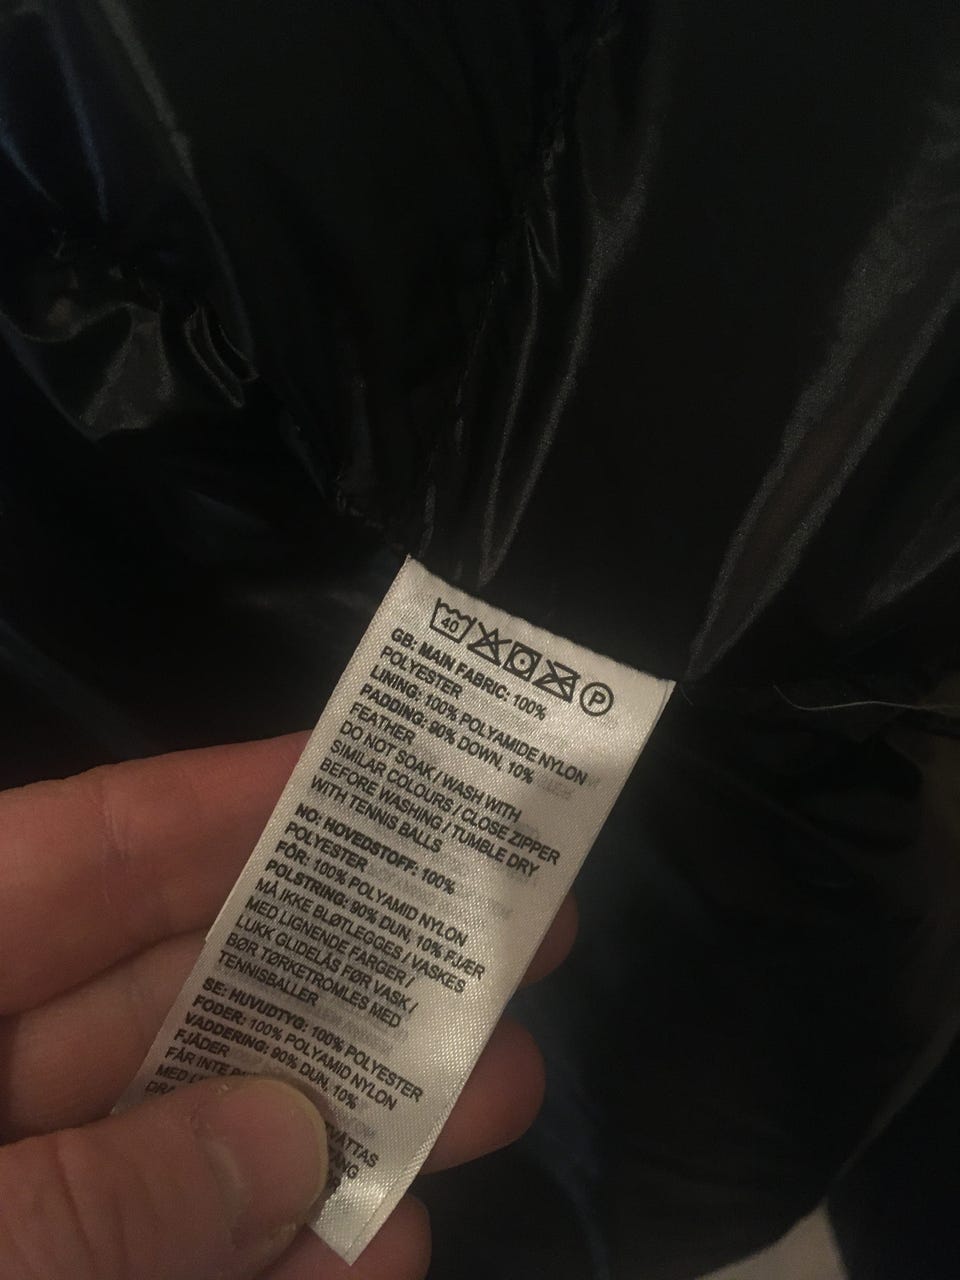 40 P
GB: MAIN FABRIC: 100%
POLYESTER
LINING: 100% POLYAMIDE NYLON
PADDING: 90% DOWN, 10%
FEATHER
DO NOT SOAK / WASH WITH
SIMILAR COLOURS / CLOSE ZIPPER
BEFORE WASHING / TUMBLE DRY
WITH TENNIS BALLS
NO: HOVEDSTOFF: 100%
POLYESTER
FÔR: 100% POLYAMID NYLON
POLSTRING: 90% DUN, 10% FJÆR
MÅ IKKE BLØTLEGGES / VASKES
MED LIGNENDE FARGER /
LUKK GLIDELÅS FØR VASK /
BØR TØRKETROMLES MED
TENNISBALLER
SE: HUVUDTYG: 100% POLYESTER
FODER: 100% POLYAMID NYLON
VADDERING: 90% DUN, 10%
FJÄDER
FÅR INTE
MED